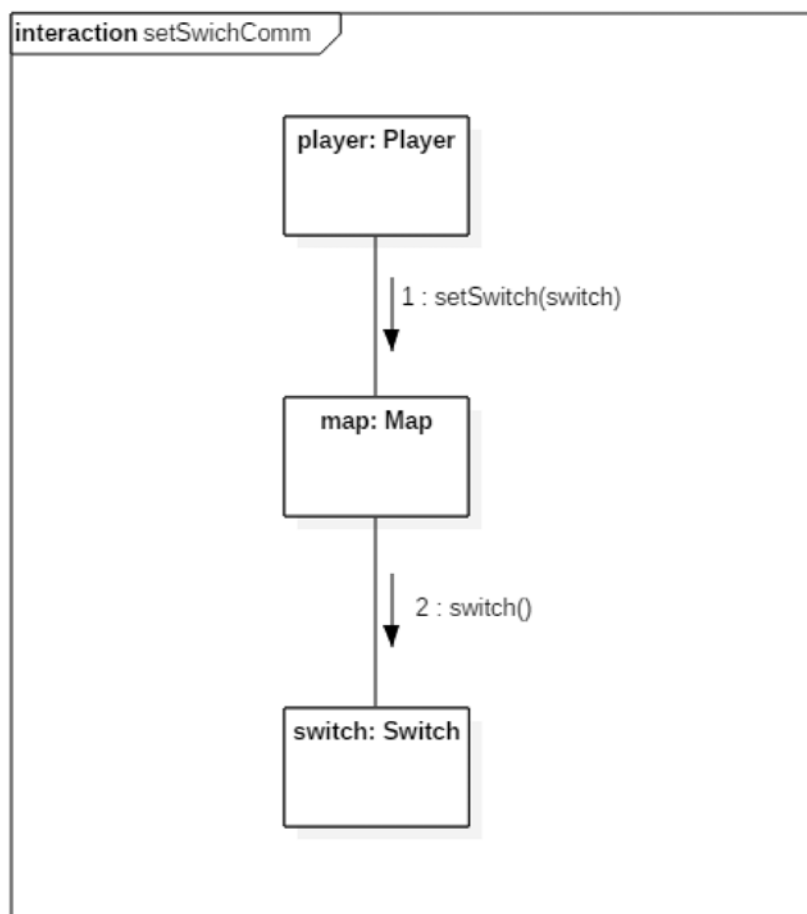 interaction setSwichComm
player: Player
1 : setSwitch(switch)
map: Map
2 : switch()
switch: Switch